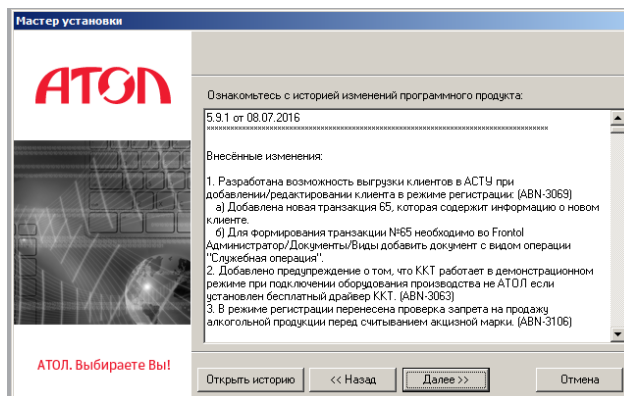 Мастер установки
АТОЛ
Ознакомьтесь с историей изменений программного продукта:
5.9.1 от 08.07.2016
Внесённые изменения:
1. Разработана возможность выгрузки клиентов в АСТУ при
добавлении/редактировании клиента в режиме регистрации: (ABN-3069)
а) Добавлена новая транзакция 65, которая содержит информацию о новом
клиенте.
б) Для формирования транзакции №65 необходимо во Frontol
Администратор/Документы/Виды добавить документ с видом операции
"Служебная операция".
2. Добавлено предупреждение о том, что ККТ работает в демонстрационном
режиме при подключении оборудования производства не АТОЛ если
установлен бесплатный драйвер ККТ. (ABN-3063)
3. В режиме регистрации перенесена проверка запрета на продажу
алкогольной продукции перед считыванием акцизной марки. (ABN-3106)
АТОЛ. Выбираете Вы!
Открыть историю
<< Назад
Далее >>
Отмена